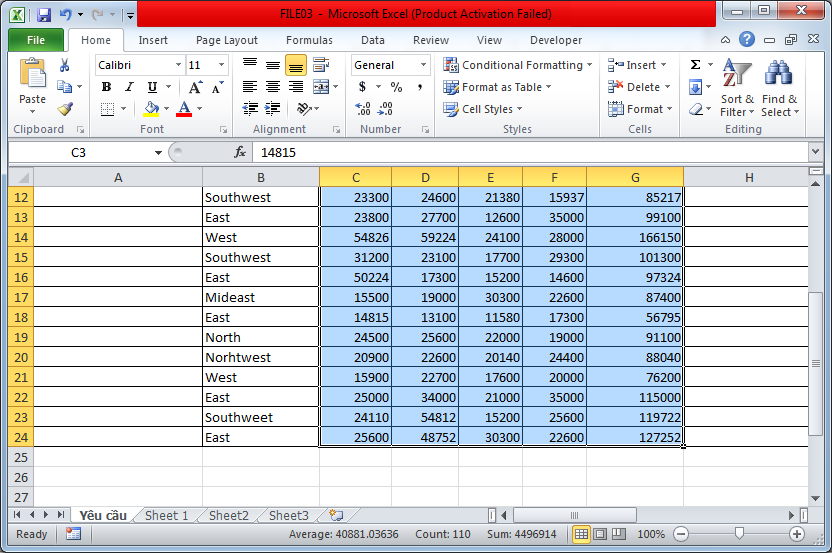 FILE03 - Microsoft Excel (Product Activation Failed)
File Home Insert Page Layout Formulas Data Review View Developer
Paste
Clipboard
Calibri 11
B I U A A
A
Font
Alignment
General
$ % ,
Number
Conditional Formatting
Format as Table
Cell Styles
Styles
Insert
Delete
Format
Cells
Σ
Sort & Filter
Find & Select
Editing
C3 fx 14815
A B C D E F G H
12 Southwest 23300 24600 21380 15937 85217
13 East 23800 27700 12600 35000 99100
14 West 54826 59224 24100 28000 166150
15 Southwest 31200 23100 17700 29300 101300
16 East 50224 17300 15200 14600 97324
17 Mideast 15500 19000 30300 22600 87400
18 East 14815 13100 11580 17300 56795
19 North 24500 25600 22000 19000 91100
20 Norhtwest 20900 22600 20140 24400 88040
21 West 15900 22700 17600 20000 76200
22 East 25000 34000 21000 35000 115000
23 Southweet 24110 54812 15200 25600 119722
24 East 25600 48752 30300 22600 127252
25
26
27
Yêu cầu Sheet 1 Sheet2 Sheet3
Ready Average: 40881.03636 Count: 110 Sum: 4496914 100%